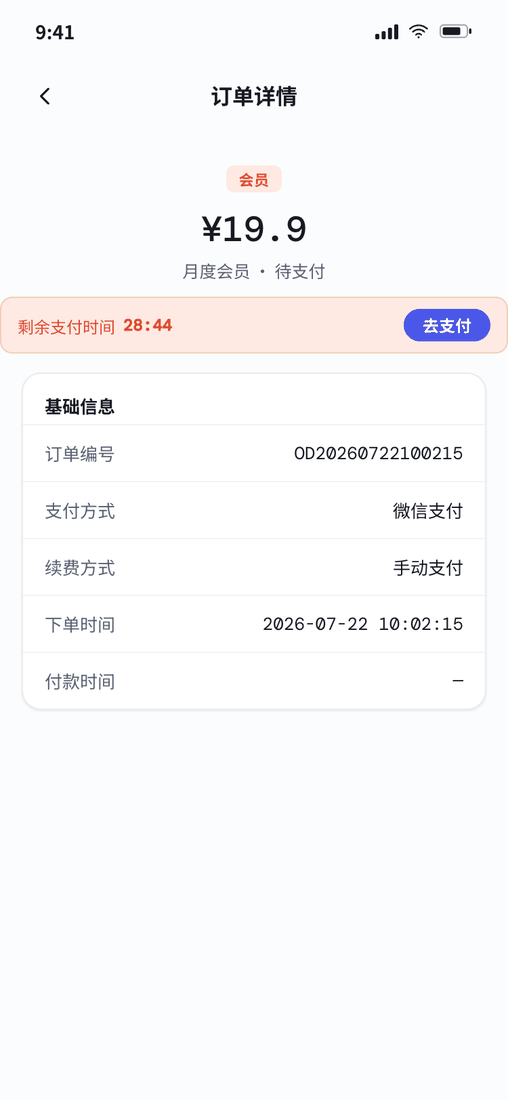 9:41
订单详情
会员
¥19.9
月度会员 · 待支付
剩余支付时间 28:44 去支付
基础信息
订单编号 OD20260722100215
支付方式 微信支付
续费方式 手动支付
下单时间 2026-07-22 10:02:15
付款时间 —